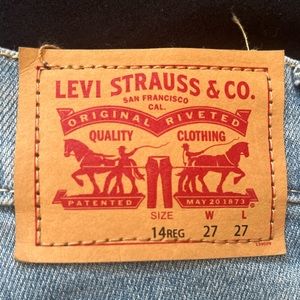 LEVI STRAUSS & CO.
SAN FRANCISCO
CAL.
ORIGINAL RIVETED
QUALITY CLOTHING
PATENTED MAY 20 1873
SIZE W L
14REG 27 27